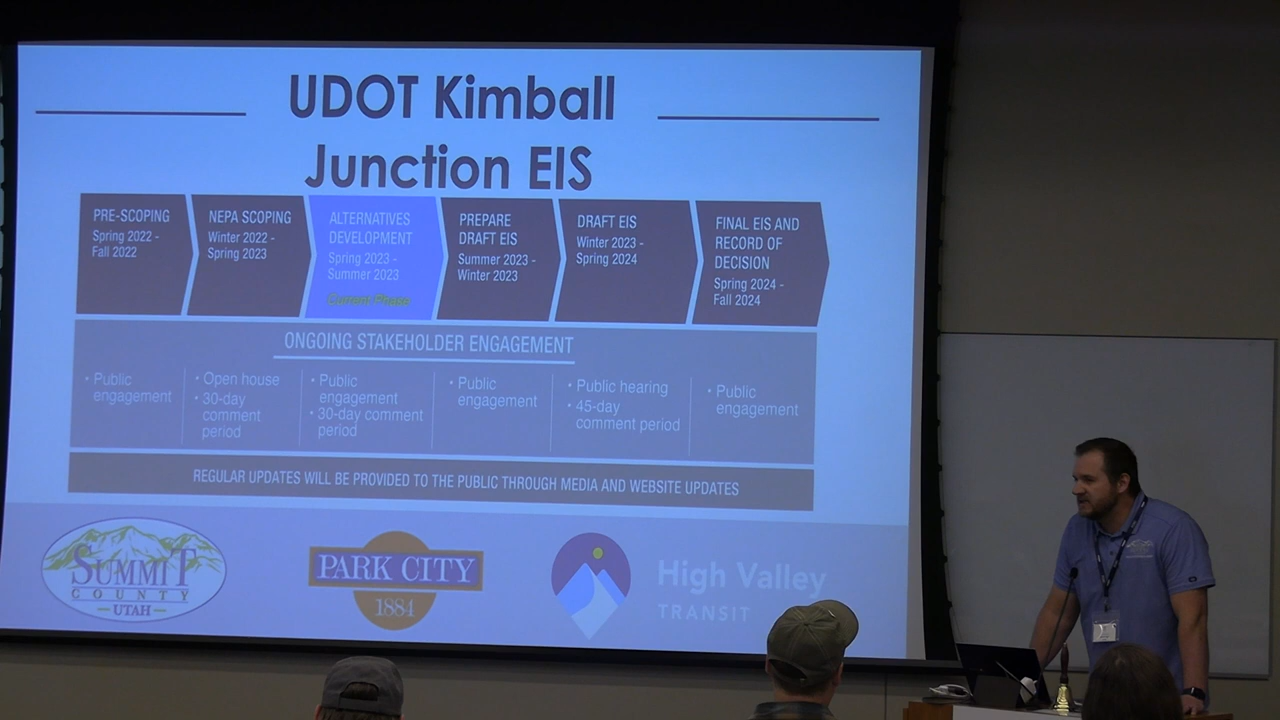 UDOT Kimball
Junction EIS
PRE-SCOPING
Spring 2022 -
Fall 2022
NEPA SCOPING
Winter 2022 -
Spring 2023
ALTERNATIVES
DEVELOPMENT
Spring 2023 -
Summer 2023
Current Phase
PREPARE
DRAFT EIS
Summer 2023 -
Winter 2023
DRAFT EIS
Winter 2023 -
Spring 2024
FINAL EIS AND
RECORD OF
DECISION
Spring 2024 -
Fall 2024
ONGOING STAKEHOLDER ENGAGEMENT
• Public
engagement
• Open house
• 30-day
comment
period
• Public
engagement
• 30-day comment
period
• Public
engagement
• Public hearing
• 45-day
comment period
• Public
engagement
REGULAR UPDATES WILL BE PROVIDED TO THE PUBLIC THROUGH MEDIA AND WEBSITE UPDATES
SUMMIT
COUNTY
UTAH
PARK CITY
1884
High Valley
TRANSIT